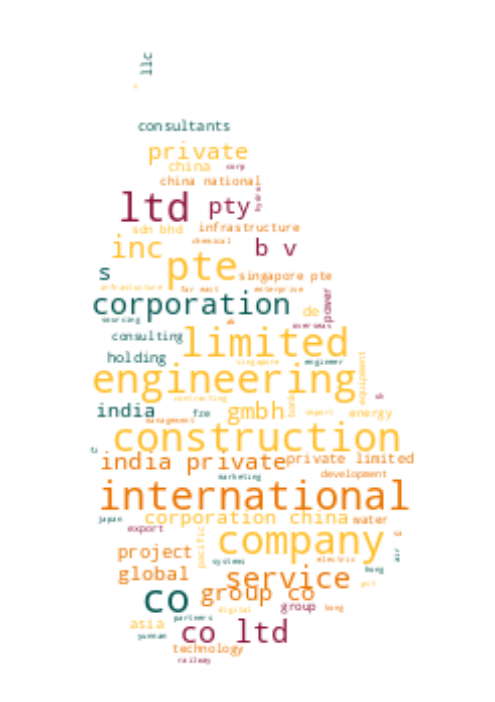 llc
consultants
private
china corp
china national
ltd pty
sdn bhd infrastructure
chemical
inc b v
pte
s singapore pte
infrastructure far east enterprise
corporation de power
sourcing overseas
consulting limited
holding singapore engineer
engineering equipment
contracting
india fze gmbh bank import energy
management
construction
india private private limited
marketing development
international
japan corporation china water
export company
project pacific electric air
global systems hong
service
co group co group
digital hong
partners
asia co ltd
yunnan
technology
railway